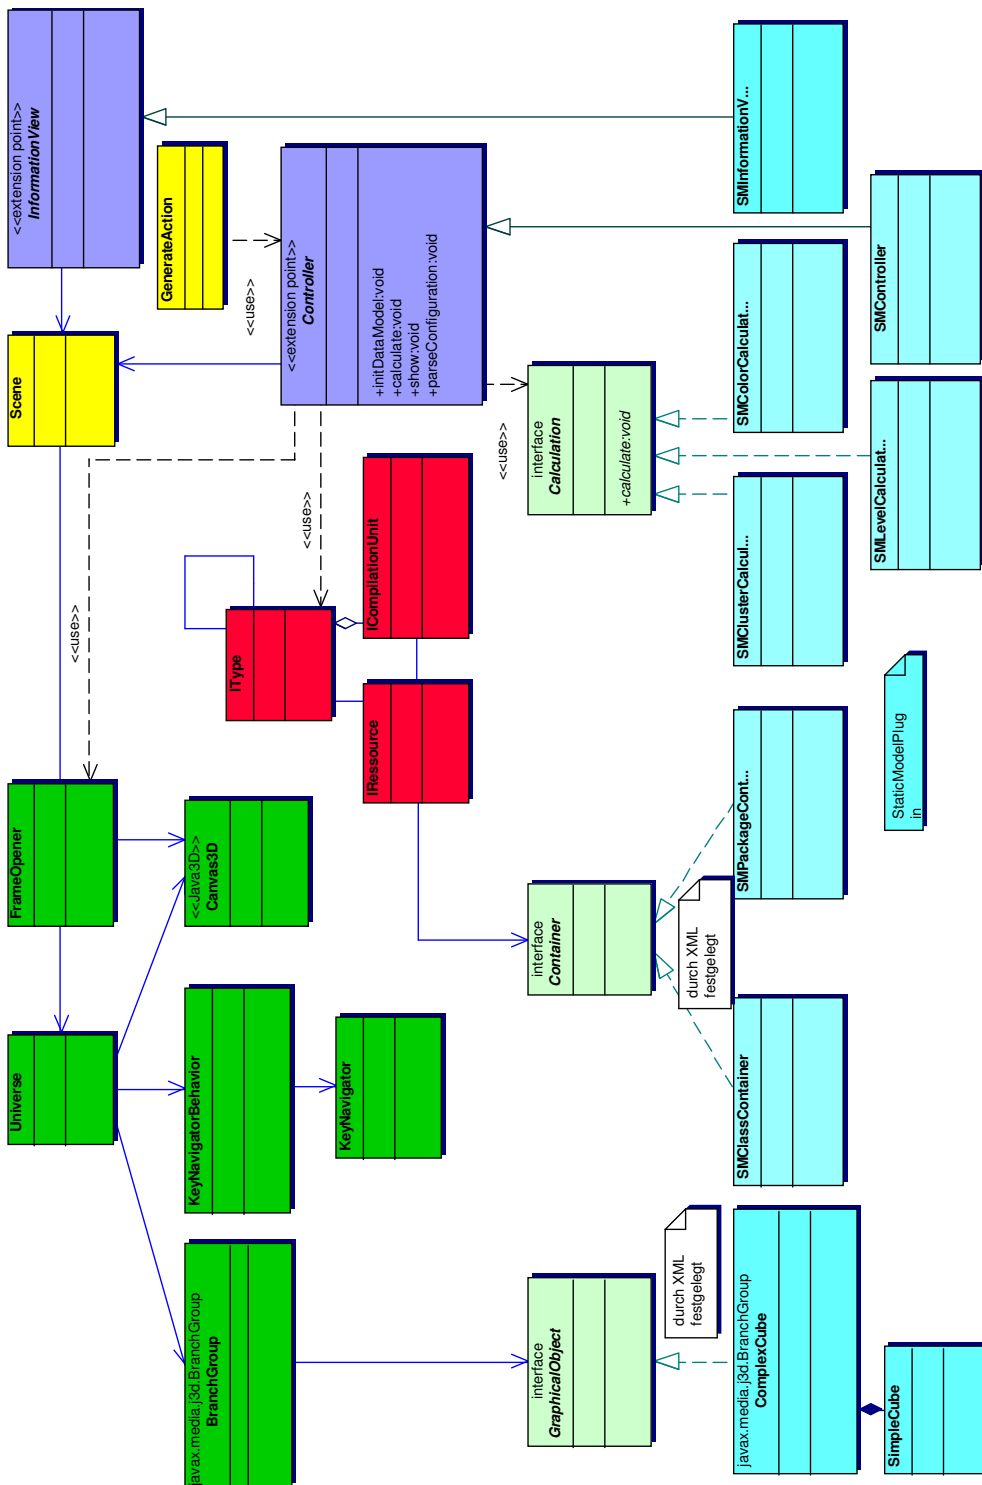 javax.media.j3d.BranchGroup
BranchGroup
Universe
KeyNavigatorBehavior
KeyNavigator
FrameOpener
<<Java3D>>
Canvas3D
<<use>>
Scene
<<extension point>>
InformationView
GenerateAction
<<use>>
<<extension point>>
Controller
+initDataModel:void
+calculate:void
+show:void
+parseConfiguration:void
<<use>>
IType
IRessource
ICompilationUnit
<<use>>
interface
GraphicalObject
interface
Container
interface
Calculation
+calculate:void
durch XML
festgelegt
durch XML
festgelegt
javax.media.j3d.BranchGroup
ComplexCube
SimpleCube
SMClassContainer
SMPackageCont...
StaticModelPlug
in
SMClusterCalcul...
SMLevelCalculat...
SMColorCalculat...
SMController
SMInformationV...